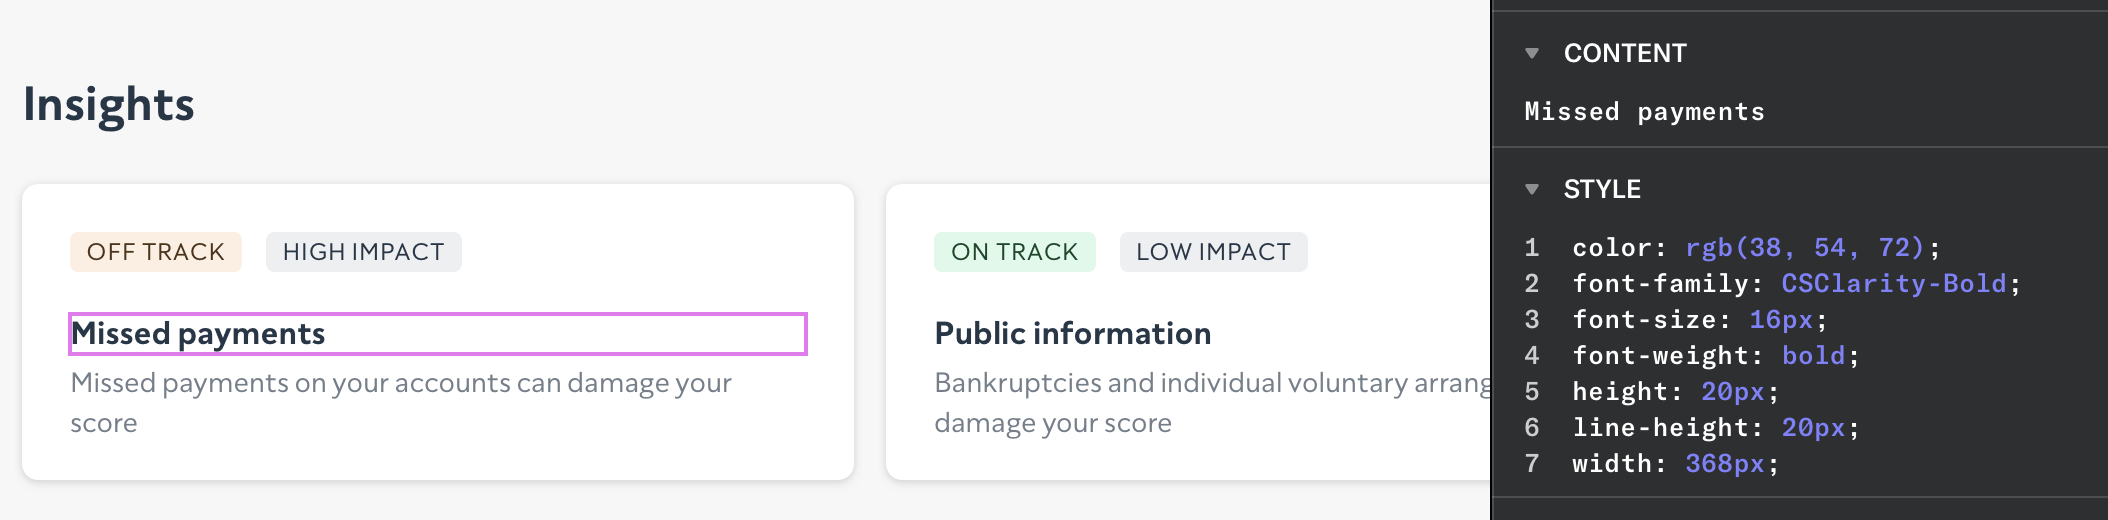 Insights
OFF TRACK
HIGH IMPACT
Missed payments
Missed payments on your accounts can damage your
score
ON TRACK
LOW IMPACT
Public information
Bankruptcies and individual voluntary arrang
damage your score
CONTENT
Missed payments
STYLE
1 color: rgb(38, 54, 72);
2 font-family: CSClarity-Bold;
3 font-size: 16px;
4 font-weight: bold;
5 height: 20px;
6 line-height: 20px;
7 width: 368px;